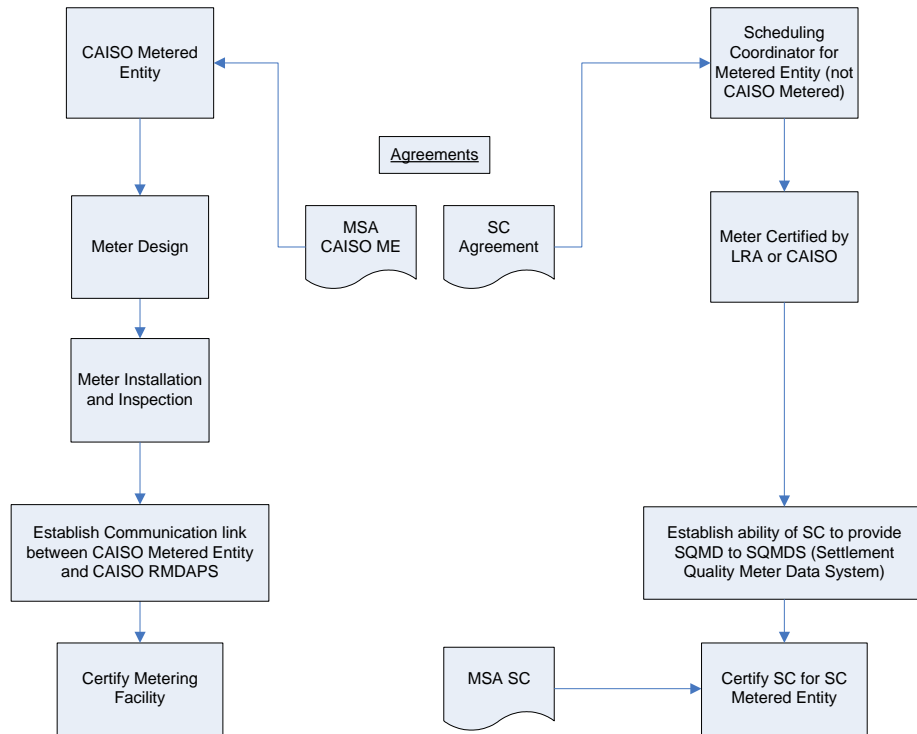 CAISO Metered
Entity
Scheduling
Coordinator for
Metered Entity (not
CAISO Metered)
Agreements
MSA
CAISO ME
SC
Agreement
Meter Design
Meter Certified by
LRA or CAISO
Meter Installation
and Inspection
Establish Communication link
between CAISO Metered Entity
and CAISO RMDAPS
Establish ability of SC to provide
SQMD to SQMDS (Settlement
Quality Meter Data System)
Certify Metering
Facility
MSA SC
Certify SC for SC
Metered Entity